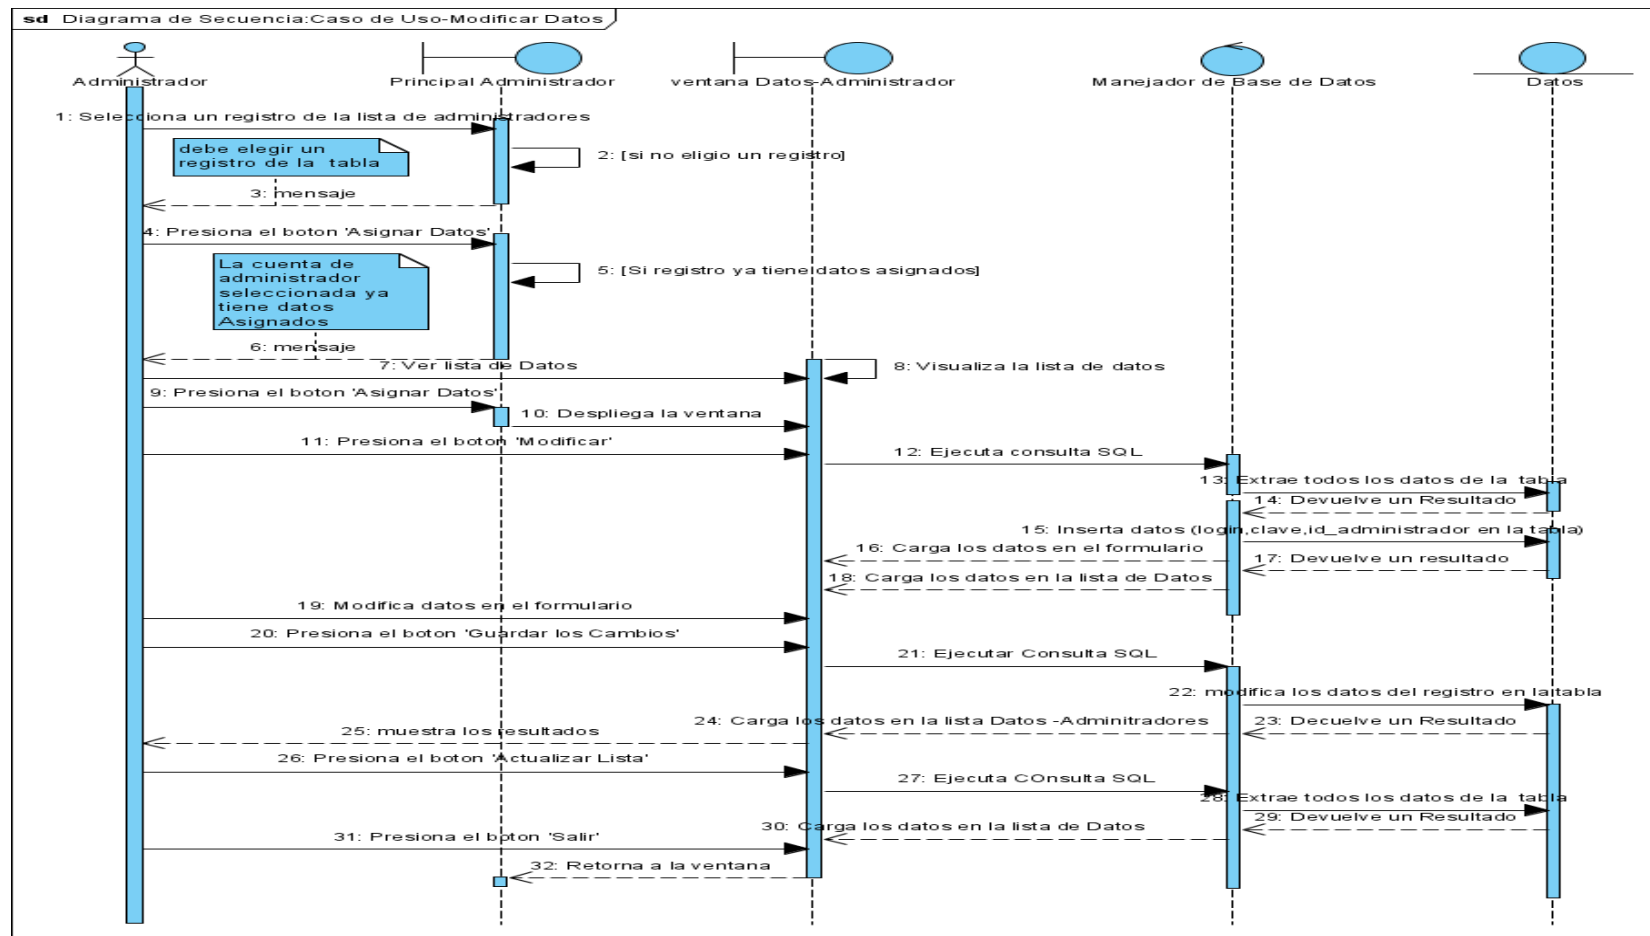 sd Diagrama de Secuencia:Caso de Uso-Modificar Datos
Administrador
Principal Administrador
ventana Datos-Administrador
Manejador de Base de Datos
Datos
1: Selecciona un registro de la lista de administradores
debe elegir un
registro de la tabla
2: [si no eligio un registro]
3: mensaje
4: Presiona el boton 'Asignar Datos'
La cuenta de
administrador
seleccionada ya
tiene datos
Asignados
5: [Si registro ya tiene datos asignados]
6: mensaje
7: Ver lista de Datos
8: Visualiza la lista de datos
9: Presiona el boton 'Asignar Datos'
10: Despliega la ventana
11: Presiona el boton 'Modificar'
12: Ejecuta consulta SQL
13: Extrae todos los datos de la tabla
14: Devuelve un Resultado
15: Inserta datos (login,clave,id_administrador en la tabla)
16: Carga los datos en el formulario
17: Devuelve un resultado
18: Carga los datos en la lista de Datos
19: Modifica datos en el formulario
20: Presiona el boton 'Guardar los Cambios'
21: Ejecutar Consulta SQL
22: modifica los datos del registro en la tabla
23: Decuelve un Resultado
24: Carga los datos en la lista Datos -Adminitradores
25: muestra los resultados
26: Presiona el boton 'Actualizar Lista'
27: Ejecuta COnsulta SQL
28: Extrae todos los datos de la tabla
29: Devuelve un Resultado
30: Carga los datos en la lista de Datos
31: Presiona el boton 'Salir'
32: Retorna a la ventana